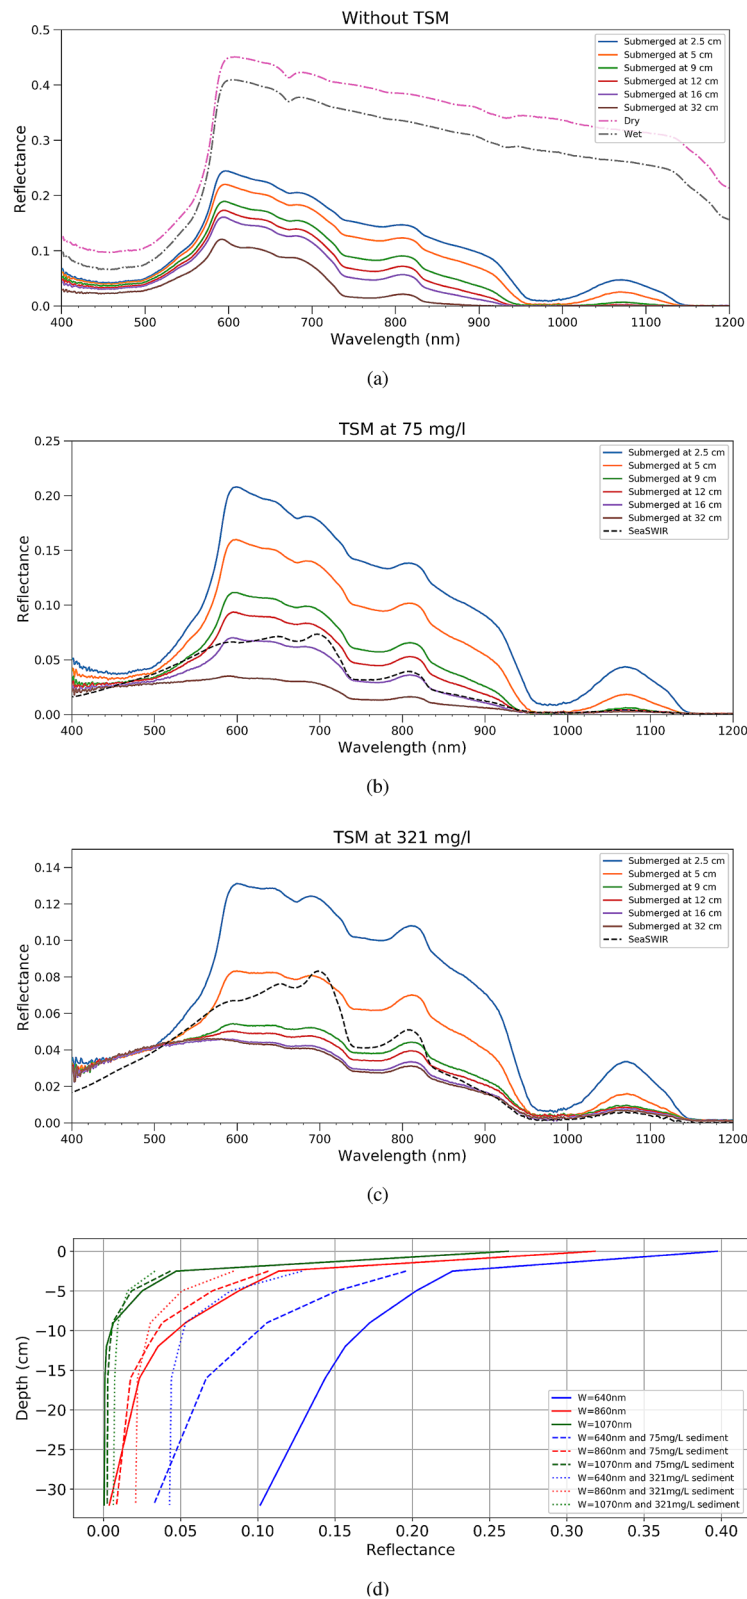 Without TSM
0.5
0.4
0.3
0.2
0.1
0.0
Reflectance
Submerged at 2.5 cm
Submerged at 5 cm
Submerged at 9 cm
Submerged at 12 cm
Submerged at 16 cm
Submerged at 32 cm
Dry
Wet
400 500 600 700 800 900 1000 1100 1200
Wavelength (nm)
(a)
TSM at 75 mg/l
0.25
0.20
0.15
0.10
0.05
0.00
Reflectance
Submerged at 2.5 cm
Submerged at 5 cm
Submerged at 9 cm
Submerged at 12 cm
Submerged at 16 cm
Submerged at 32 cm
SeaSWIR
400 500 600 700 800 900 1000 1100 1200
Wavelength (nm)
(b)
TSM at 321 mg/l
0.14
0.12
0.10
0.08
0.06
0.04
0.02
0.00
Reflectance
Submerged at 2.5 cm
Submerged at 5 cm
Submerged at 9 cm
Submerged at 12 cm
Submerged at 16 cm
Submerged at 32 cm
SeaSWIR
400 500 600 700 800 900 1000 1100 1200
Wavelength (nm)
(c)
0
−5
−10
−15
−20
−25
−30
Depth (cm)
W=640nm
W=860nm
W=1070nm
W=640nm and 75mg/L sediment
W=860nm and 75mg/L sediment
W=1070nm and 75mg/L sediment
W=640nm and 321mg/L sediment
W=860nm and 321mg/L sediment
W=1070nm and 321mg/L sediment
0.00 0.05 0.10 0.15 0.20 0.25 0.30 0.35 0.40
Reflectance
(d)